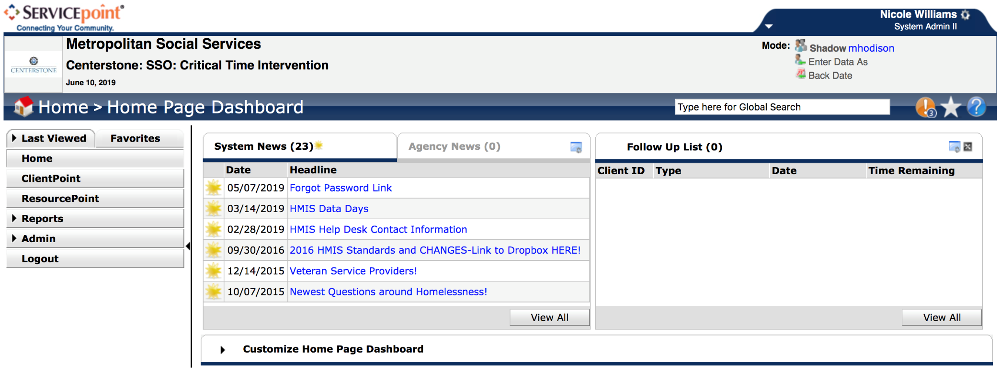 SERVICEpoint®
Connecting Your Community.
Nicole Williams
System Admin II
CENTERSTONE
Metropolitan Social Services
Centerstone: SSO: Critical Time Intervention
June 10, 2019
Mode: Shadow mhodison
Enter Data As
Back Date
Home > Home Page Dashboard
Type here for Global Search
3
Last Viewed Favorites
Home
ClientPoint
ResourcePoint
Reports
Admin
Logout
System News (23) Agency News (0)
Date Headline
05/07/2019 Forgot Password Link
03/14/2019 HMIS Data Days
02/28/2019 HMIS Help Desk Contact Information
09/30/2016 2016 HMIS Standards and CHANGES-Link to Dropbox HERE!
12/14/2015 Veteran Service Providers!
10/07/2015 Newest Questions around Homelessness!
View All
Follow Up List (0)
Client ID Type Date Time Remaining
View All
Customize Home Page Dashboard